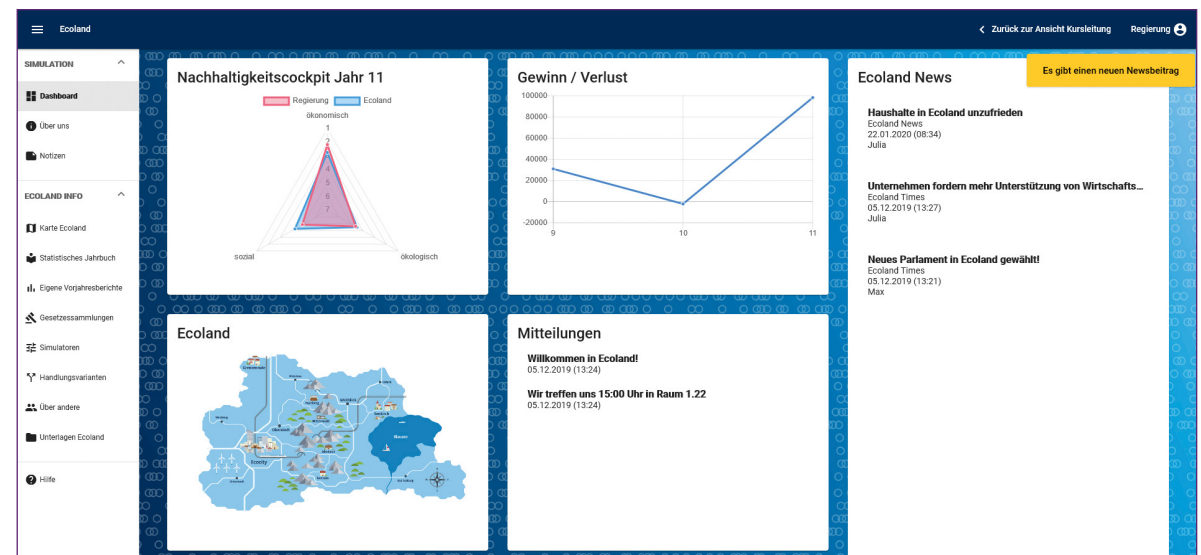 Ecoland
Zurück zur Ansicht Kursleitung
Regierung
SIMULATION
Dashboard
Über uns
Notizen
ECOLAND INFO
Karte Ecoland
Statistisches Jahrbuch
Eigene Vorjahresberichte
Gesetzessammlungen
Simulatoren
Handlungsvarianten
Über andere
Unterlagen Ecoland
Hilfe
Nachhaltigkeitscockpit Jahr 11
Regierung
Ecoland
ökonomisch
1
2
4
5
6
7
sozial
ökologisch
Gewinn / Verlust
100000
80000
60000
40000
20000
0
-20000
9
10
11
Ecoland News
Es gibt einen neuen Newsbeitrag
Haushalte in Ecoland unzufrieden
Ecoland News
22.01.2020 (08:34)
Julia
Unternehmen fordern mehr Unterstützung von Wirtschafts...
Ecoland Times
05.12.2019 (13:27)
Julia
Neues Parlament in Ecoland gewählt!
Ecoland Times
05.12.2019 (13:21)
Max
Ecoland
Ecocity
Mitteilungen
Willkommen in Ecoland!
05.12.2019 (13:24)
Wir treffen uns 15:00 Uhr in Raum 1.22
05.12.2019 (13:24)